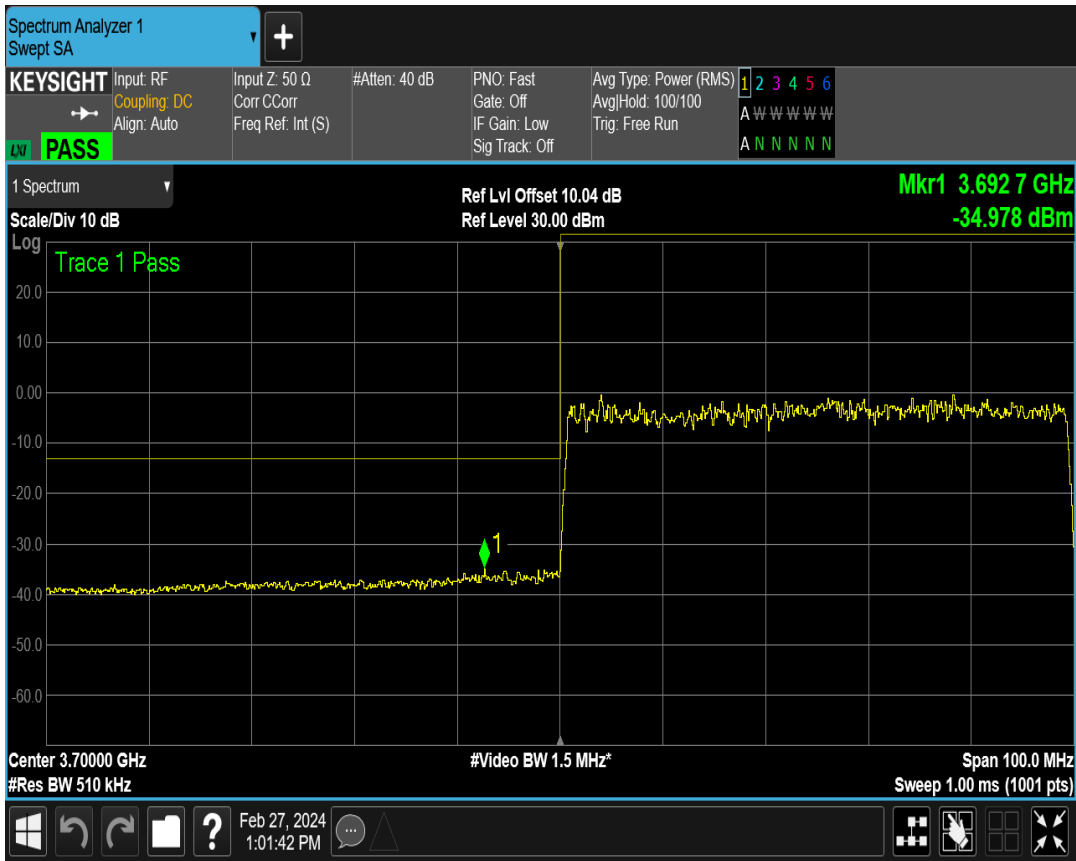 Spectrum Analyzer 1
Swept SA
+
KEYSIGHT
Input: RF
Coupling: DC
Align: Auto
Input Z: 50 Ω
Corr CCorr
Freq Ref: Int (S)
#Atten: 40 dB
PNO: Fast
Gate: Off
IF Gain: Low
Sig Track: Off
Avg Type: Power (RMS)
Avg|Hold: 100/100
Trig: Free Run
1 2 3 4 5 6
A W W W W W
A N N N N N
LXI
PASS
1 Spectrum
Scale/Div 10 dB
Ref Lvl Offset 10.04 dB
Ref Level 30.00 dBm
Mkr1 3.692 7 GHz
-34.978 dBm
Log
Trace 1 Pass
20.0
10.0
0.00
-10.0
-20.0
-30.0
-40.0
-50.0
-60.0
1
Center 3.70000 GHz
#Res BW 510 kHz
#Video BW 1.5 MHz*
Span 100.0 MHz
Sweep 1.00 ms (1001 pts)
?
Feb 27, 2024
1:01:42 PM